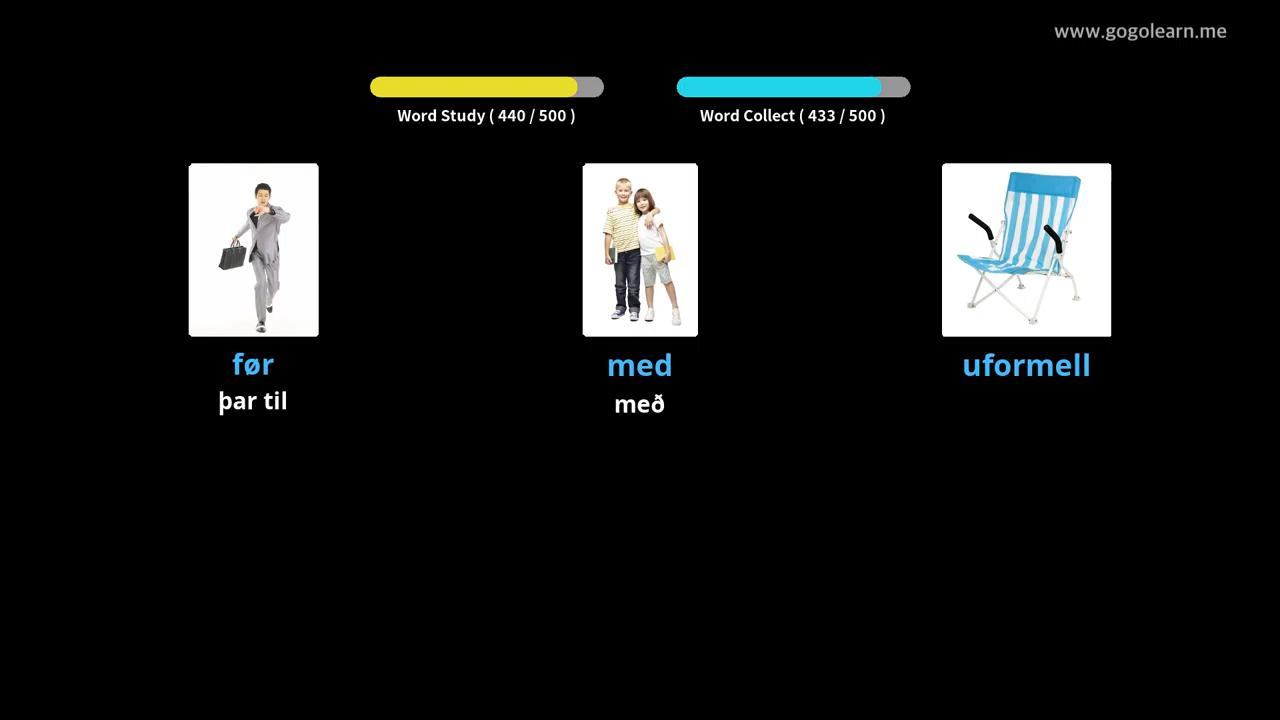 www.gogolearn.me
Word Study ( 440 / 500 )
Word Collect ( 433 / 500 )
før
þar til
med
með
uformell